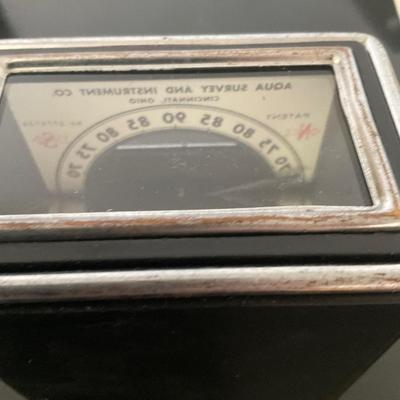 AQUA SURVEY AND INSTRUMENT CO.
CINCINNATI, OHIO
PATENT
70 75 80 85 90 85 80 75 70